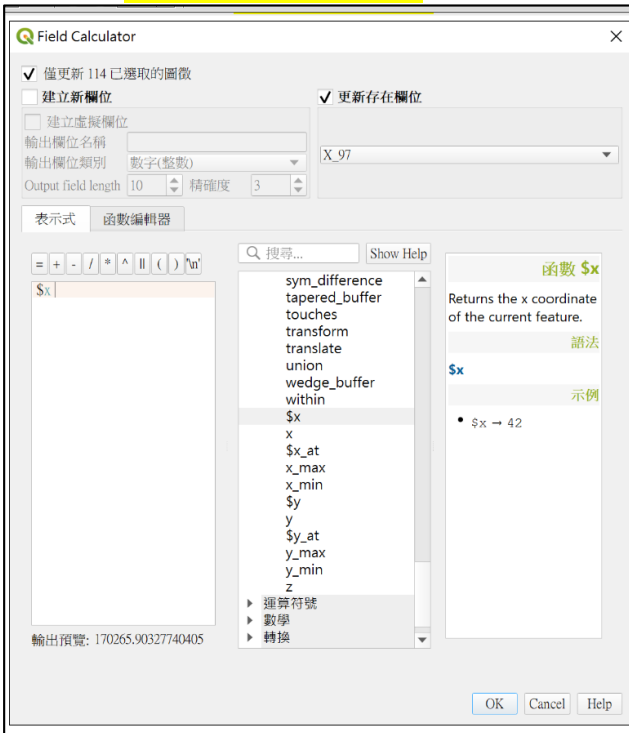 Field Calculator
僅更新 114 已選取的圖徵
建立新欄位
更新存在欄位
建立虛擬欄位
輸出欄位名稱
輸出欄位類別 數字(整數)
X_97
Output field length 10 精確度 3
表示式 函數編輯器
= + - / * ^ || ( ) '\n'
搜尋... Show Help
$x
sym_difference
tapered_buffer
touches
transform
translate
union
wedge_buffer
within
$x
x
$x_at
x_max
x_min
$y
y
$y_at
y_max
y_min
z
運算符號
數學
轉換
函數 $x
Returns the x coordinate
of the current feature.
語法
$x
示例
• $x → 42
輸出預覽: 170265.90327740405
OK Cancel Help